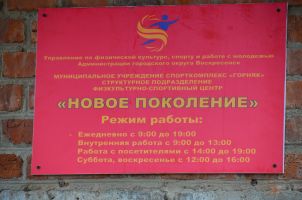 Управление по физической культуре, спорту и работе с молодежью
Администрации городского округа Воскресенск
МУНИЦИПАЛЬНОЕ УЧРЕЖДЕНИЕ СПОРТКОМПЛЕКС «ГОРНЯК»
СТРУКТУРНОЕ ПОДРАЗДЕЛЕНИЕ
ФИЗКУЛЬТУРНО-СПОРТИВНЫЙ ЦЕНТР
«НОВОЕ ПОКОЛЕНИЕ»
Режим работы:
- Ежедневно с 9:00 до 19:00
- Внутренняя работа с 9:00 до 13:00
- Работа с посетителями с 14:00 до 19:00
- Суббота, воскресенье с 12:00 до 16:00